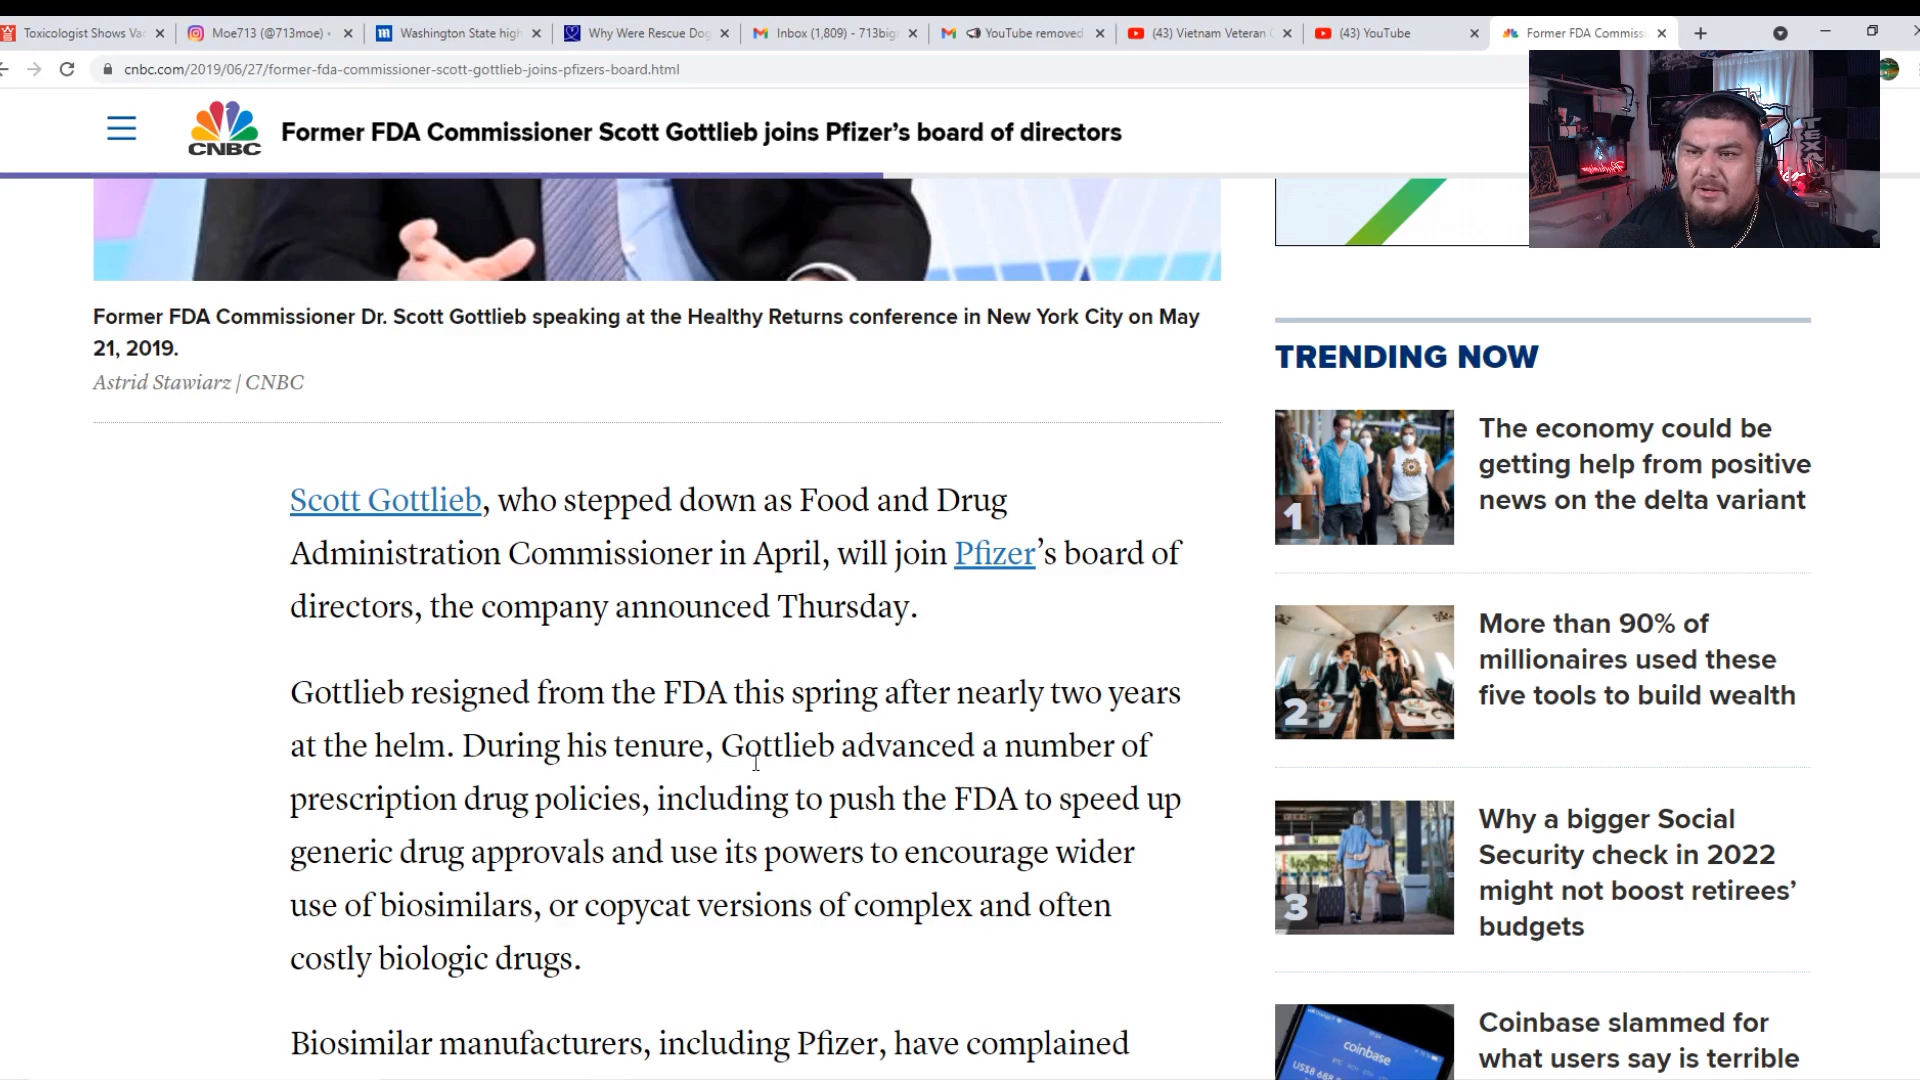 Toxicologist Shows Va
Moe713 (@713moe) •
Washington State high
Why Were Rescue Dog
Inbox (1,809) - 713big
YouTube removed
(43) Vietnam Veteran
(43) YouTube
Former FDA Commiss
cnbc.com/2019/06/27/former-fda-commissioner-scott-gottlieb-joins-pfizers-board.html
CNBC
Former FDA Commissioner Scott Gottlieb joins Pfizer's board of directors
Former FDA Commissioner Dr. Scott Gottlieb speaking at the Healthy Returns conference in New York City on May
21, 2019.
Astrid Stawiarz | CNBC
Scott Gottlieb, who stepped down as Food and Drug
Administration Commissioner in April, will join Pfizer's board of
directors, the company announced Thursday.
Gottlieb resigned from the FDA this spring after nearly two years
at the helm. During his tenure, Gottlieb advanced a number of
prescription drug policies, including to push the FDA to speed up
generic drug approvals and use its powers to encourage wider
use of biosimilars, or copycat versions of complex and often
costly biologic drugs.
Biosimilar manufacturers, including Pfizer, have complained
TRENDING NOW
1
The economy could be
getting help from positive
news on the delta variant
2
More than 90% of
millionaires used these
five tools to build wealth
3
Why a bigger Social
Security check in 2022
might not boost retirees'
budgets
coinbase
Coinbase slammed for
what users say is terrible